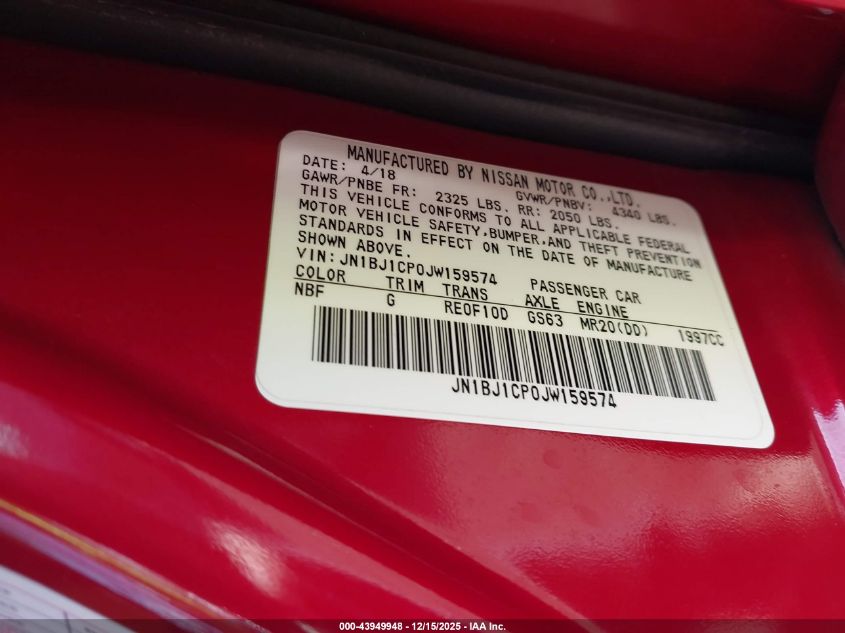 MANUFACTURED BY NISSAN MOTOR CO.,LTD.
DATE: 4/18 GVWR/PNBV: 4340 LBS.
GAWR/PNBE FR: 2325 LBS. RR: 2050 LBS.
THIS VEHICLE CONFORMS TO ALL APPLICABLE FEDERAL
MOTOR VEHICLE SAFETY,BUMPER,AND THEFT PREVENTION
STANDARDS IN EFFECT ON THE DATE OF MANUFACTURE
SHOWN ABOVE.
VIN:JN1BJ1CP0JW159574 PASSENGER CAR
COLOR TRIM TRANS AXLE ENGINE
NBF G RE0F10D GS63 MR20(DD) 1997CC
JN1BJ1CP0JW159574
000-43949948 - 12/15/2025 - IAA Inc.